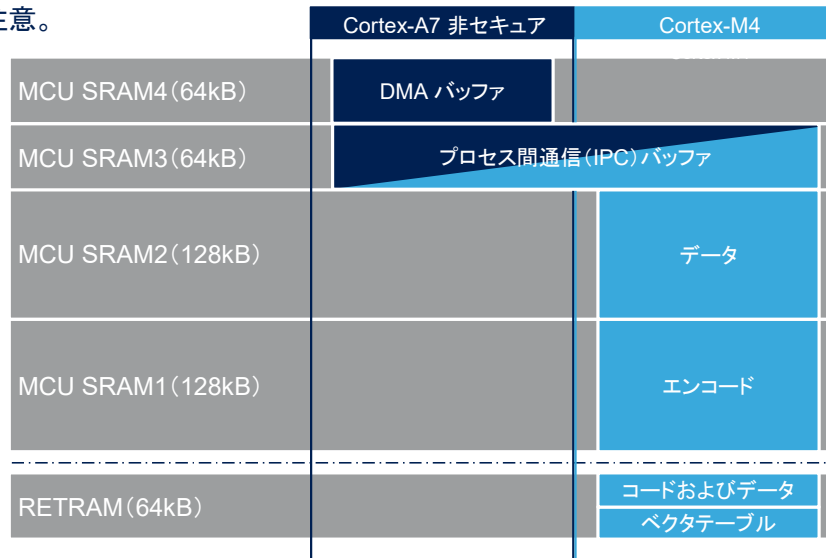 注意。
Cortex-A7 非セキュア
Cortex-M4
MCU SRAM4（64kB）
DMA バッファ
MCU SRAM3（64kB）
プロセス間通信（IPC）バッファ
MCU SRAM2（128kB）
データ
MCU SRAM1（128kB）
エンコード
RETRAM（64kB）
コードおよびデータ
ベクタテーブル